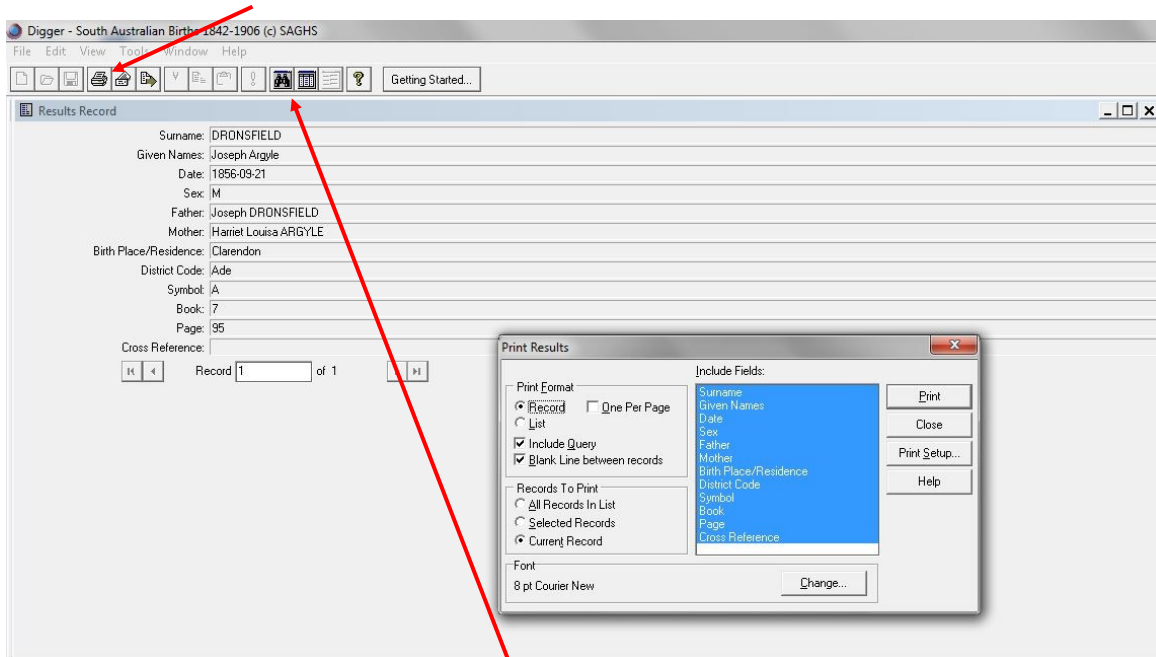 Digger - South Australian Births 1842-1906 (c) SAGHS
File Edit View Tools Window Help
Getting Started...
Results Record
Surname: DRONSFIELD
Given Names: Joseph Argyle
Date: 1856-09-21
Sex: M
Father: Joseph DRONSFIELD
Mother: Harriet Louisa ARGYLE
Birth Place/Residence: Clarendon
District Code: Ade
Symbol: A
Book: 7
Page: 95
Cross Reference:
Record 1 of 1
Print Results
Print Format
Record One Per Page
List
Include Query
Blank Line between records
Records To Print
All Records In List
Selected Records
Current Record
Include Fields:
Surname
Given Names
Date
Sex
Father
Mother
Birth Place/Residence
District Code
Symbol
Book
Page
Cross Reference
Print
Close
Print Setup...
Help
Font
8 pt Courier New
Change...